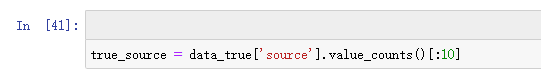 In [41]:
true_source = data_true['source'].value_counts()[:10]